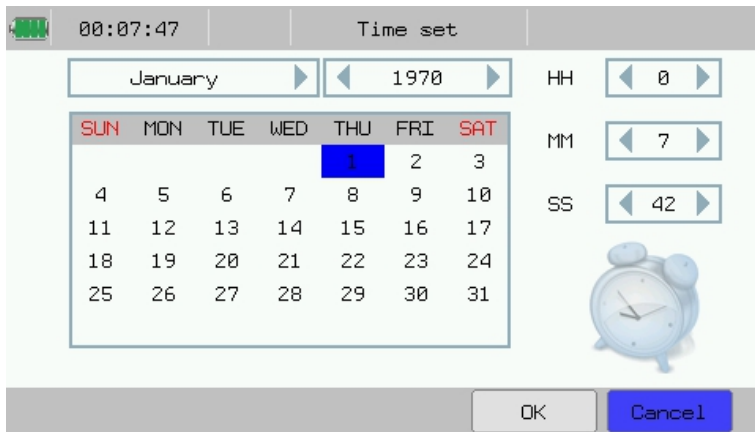 00:07:47 Time set
January 1970 HH 0
SUN MON TUE WED THU FRI SAT
MM 7
1 2 3
4 5 6 7 8 9 10
SS 42
11 12 13 14 15 16 17
18 19 20 21 22 23 24
25 26 27 28 29 30 31
OK Cancel